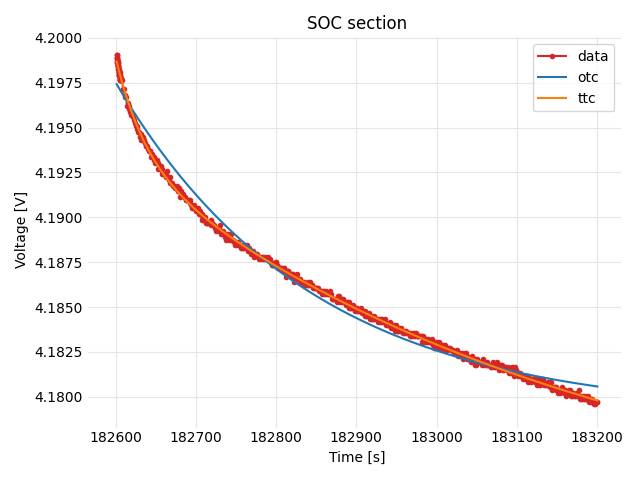 SOC section
4.2000
4.1975
4.1950
4.1925
4.1900
4.1875
4.1850
4.1825
4.1800
Voltage [V]
data
otc
ttc
182600 182700 182800 182900 183000 183100 183200
Time [s]